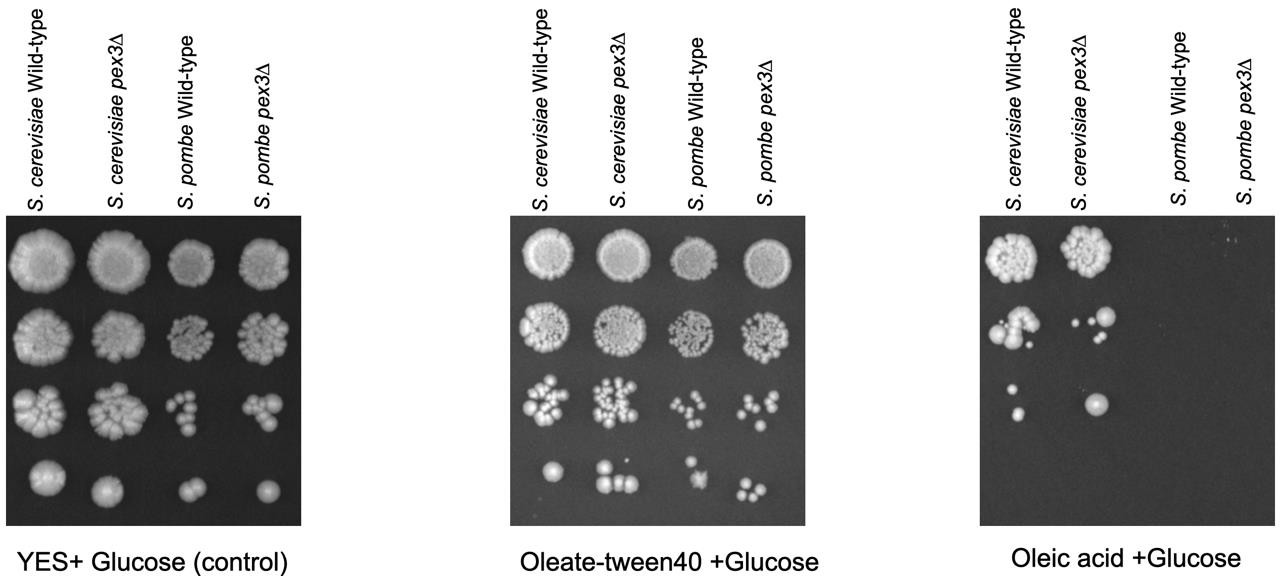 S. cerevisiae Wild-type
S. cerevisiae pex3Δ
S. pombe Wild-type
S. pombe pex3Δ
S. cerevisiae Wild-type
S. cerevisiae pex3Δ
S. pombe Wild-type
S. pombe pex3Δ
S. cerevisiae Wild-type
S. cerevisiae pex3Δ
S. pombe Wild-type
S. pombe pex3Δ
YES+ Glucose (control)
Oleate-tween40 +Glucose
Oleic acid +Glucose